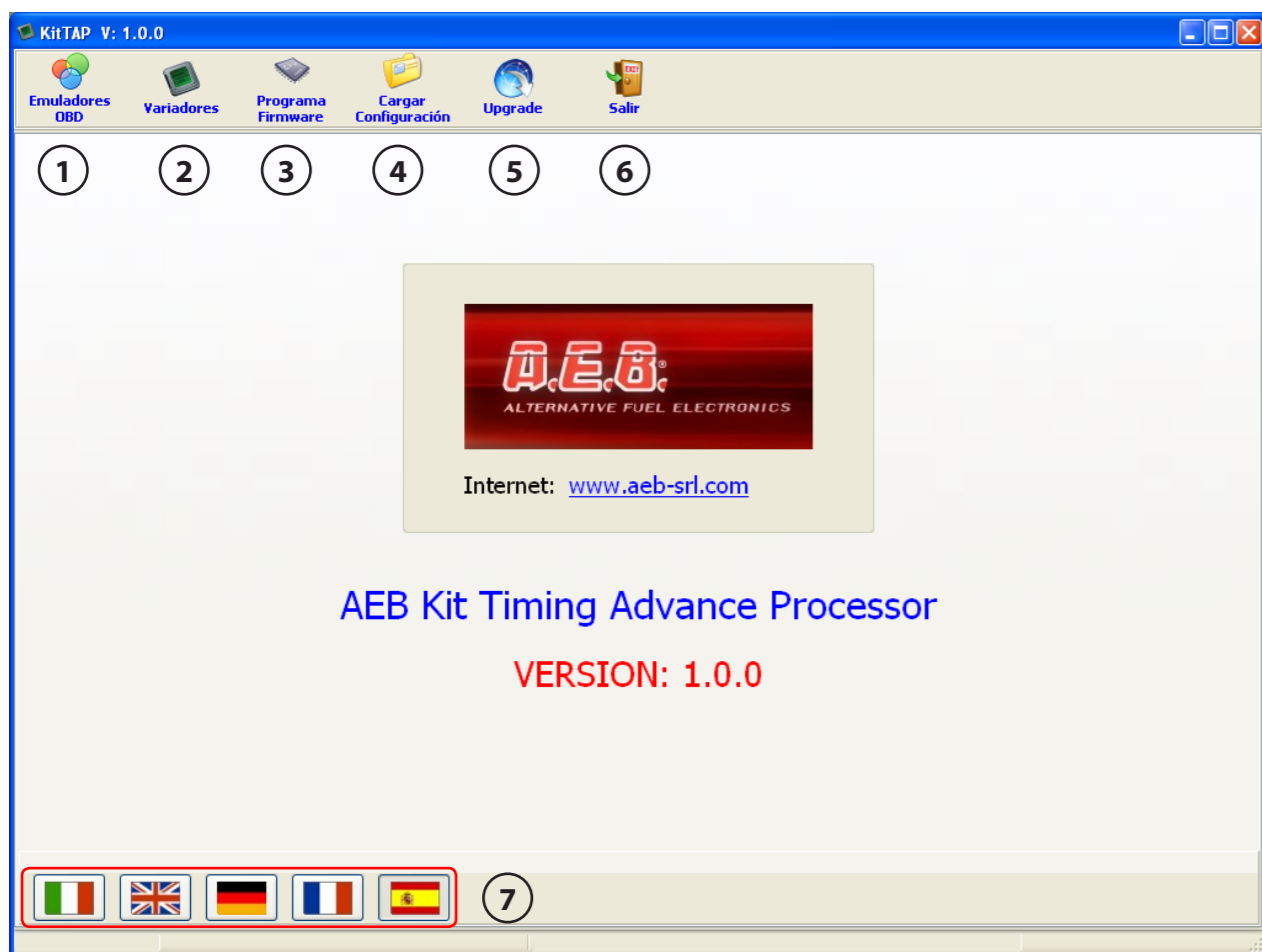 KitTAP V: 1.0.0
Emuladores OBD
Variadores
Programa Firmware
Cargar Configuración
Upgrade
Salir
1 2 3 4 5 6
A.E.B.®
ALTERNATIVE FUEL ELECTRONICS
Internet: www.aeb-srl.com
AEB Kit Timing Advance Processor
VERSION: 1.0.0
7